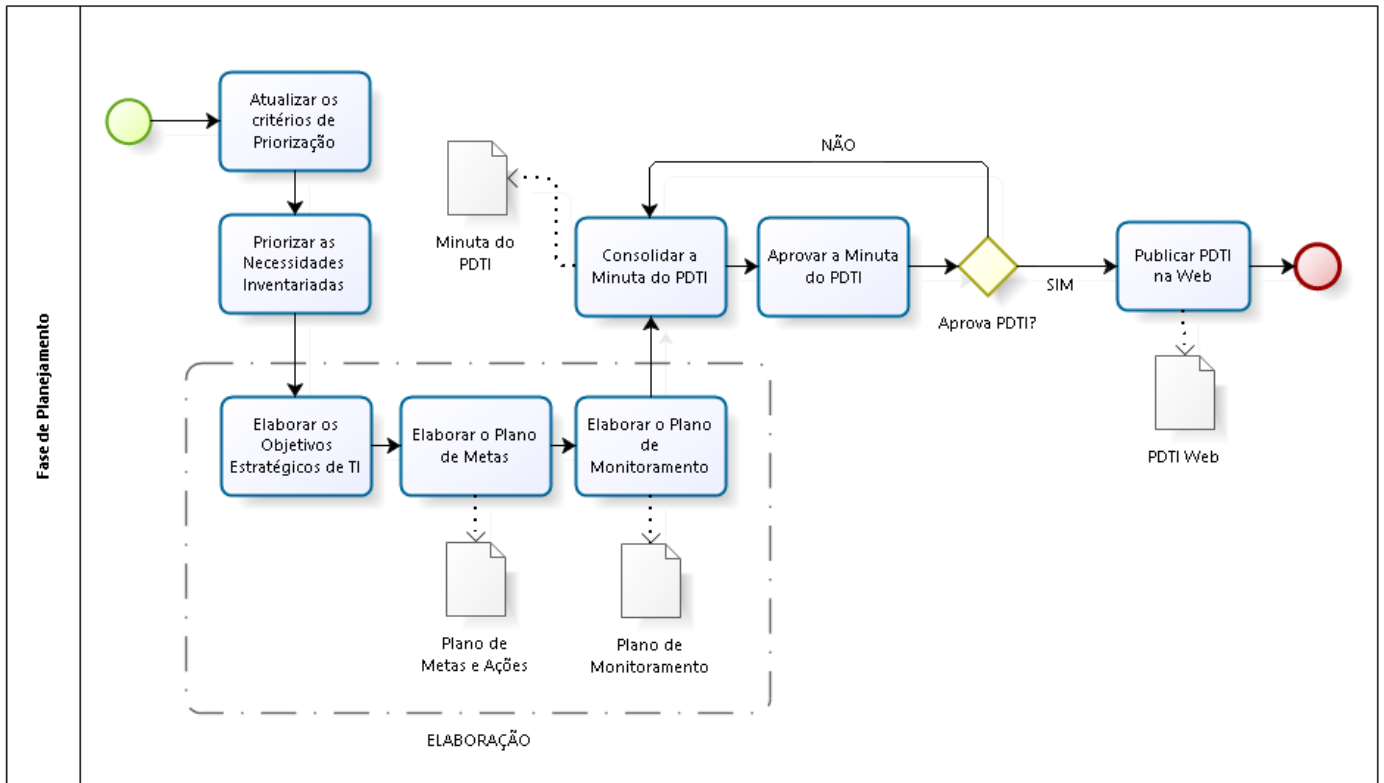 Fase de Planejamento
Atualizar os
critérios de
Priorização
Priorizar as
Necessidades
Inventariadas
Elaborar os
Objetivos
Estratégicos de TI
Elaborar o Plano
de Metas
Plano de
Metas e Ações
Elaborar o Plano
de
Monitoramento
Plano de
Monitoramento
ELABORAÇÃO
Consolidar a
Minuta do PDTI
Minuta do
PDTI
Aprovar a Minuta
do PDTI
Aprova PDTI?
NÃO
SIM
Publicar PDTI
na Web
PDTI Web